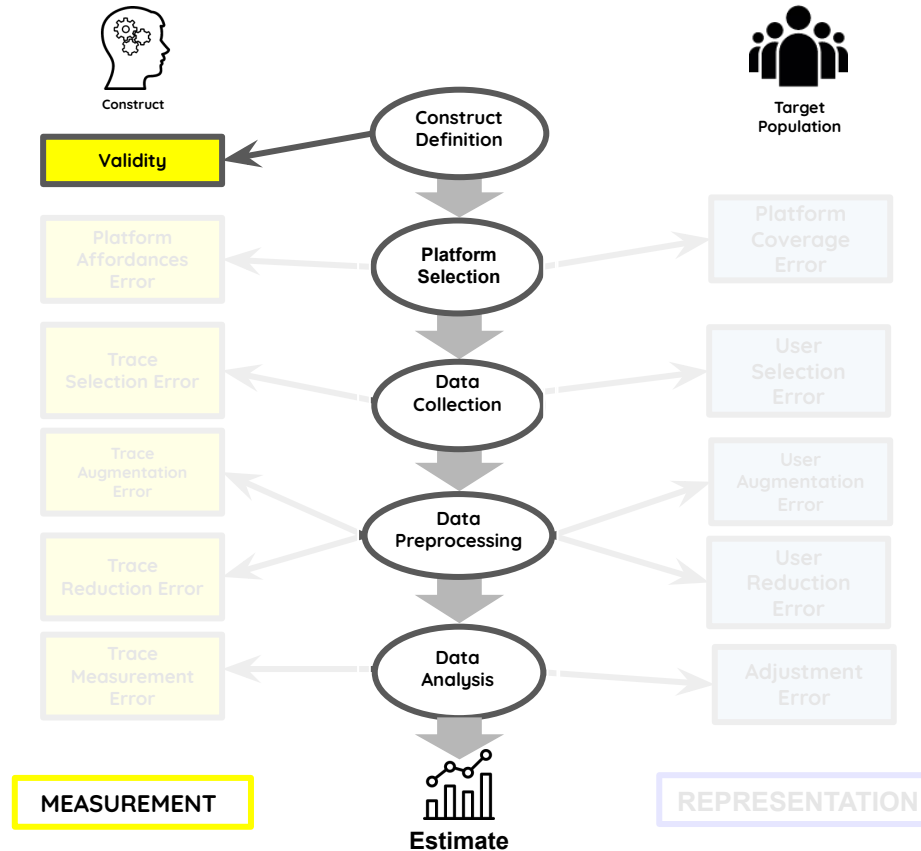 Construct
Target
Population
Construct
Definition
Validity
Platform
Affordances
Error
Platform
Selection
Platform
Coverage
Error
Trace
Selection Error
Data
Collection
User
Selection
Error
Trace
Augmentation
Error
User
Augmentation
Error
Data
Preprocessing
Trace
Reduction Error
User
Reduction
Error
Trace
Measurement
Error
Data
Analysis
Adjustment
Error
MEASUREMENT
REPRESENTATION
Estimate